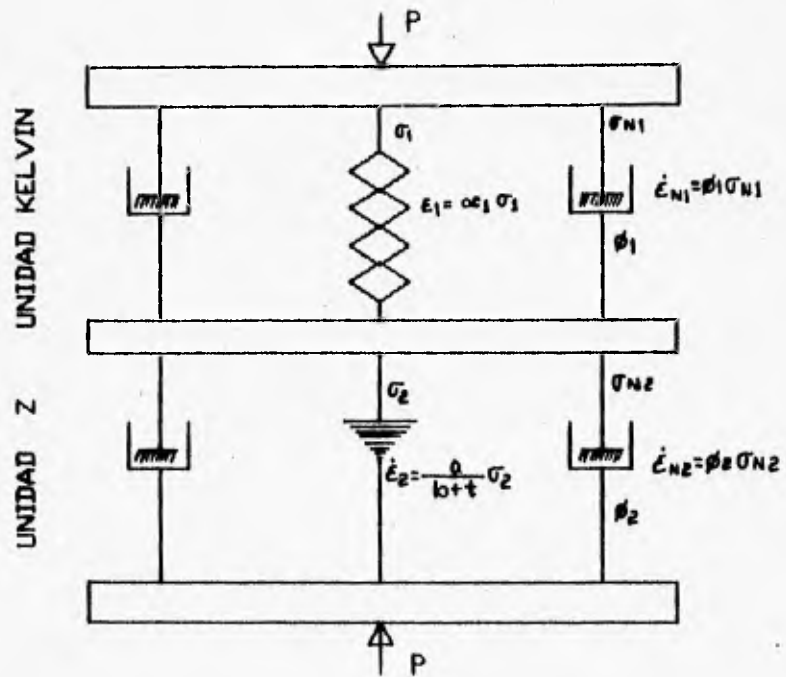 P
UNIDAD KELVIN
σ1
σN1
ε1 = α1 σ1
ε̇N1 = ϕ1 σN1
ϕ1
UNIDAD Z
σ2
σN2
ε̇2 = a/(b+t) σ2
ε̇N2 = ϕ2 σN2
ϕ2
P